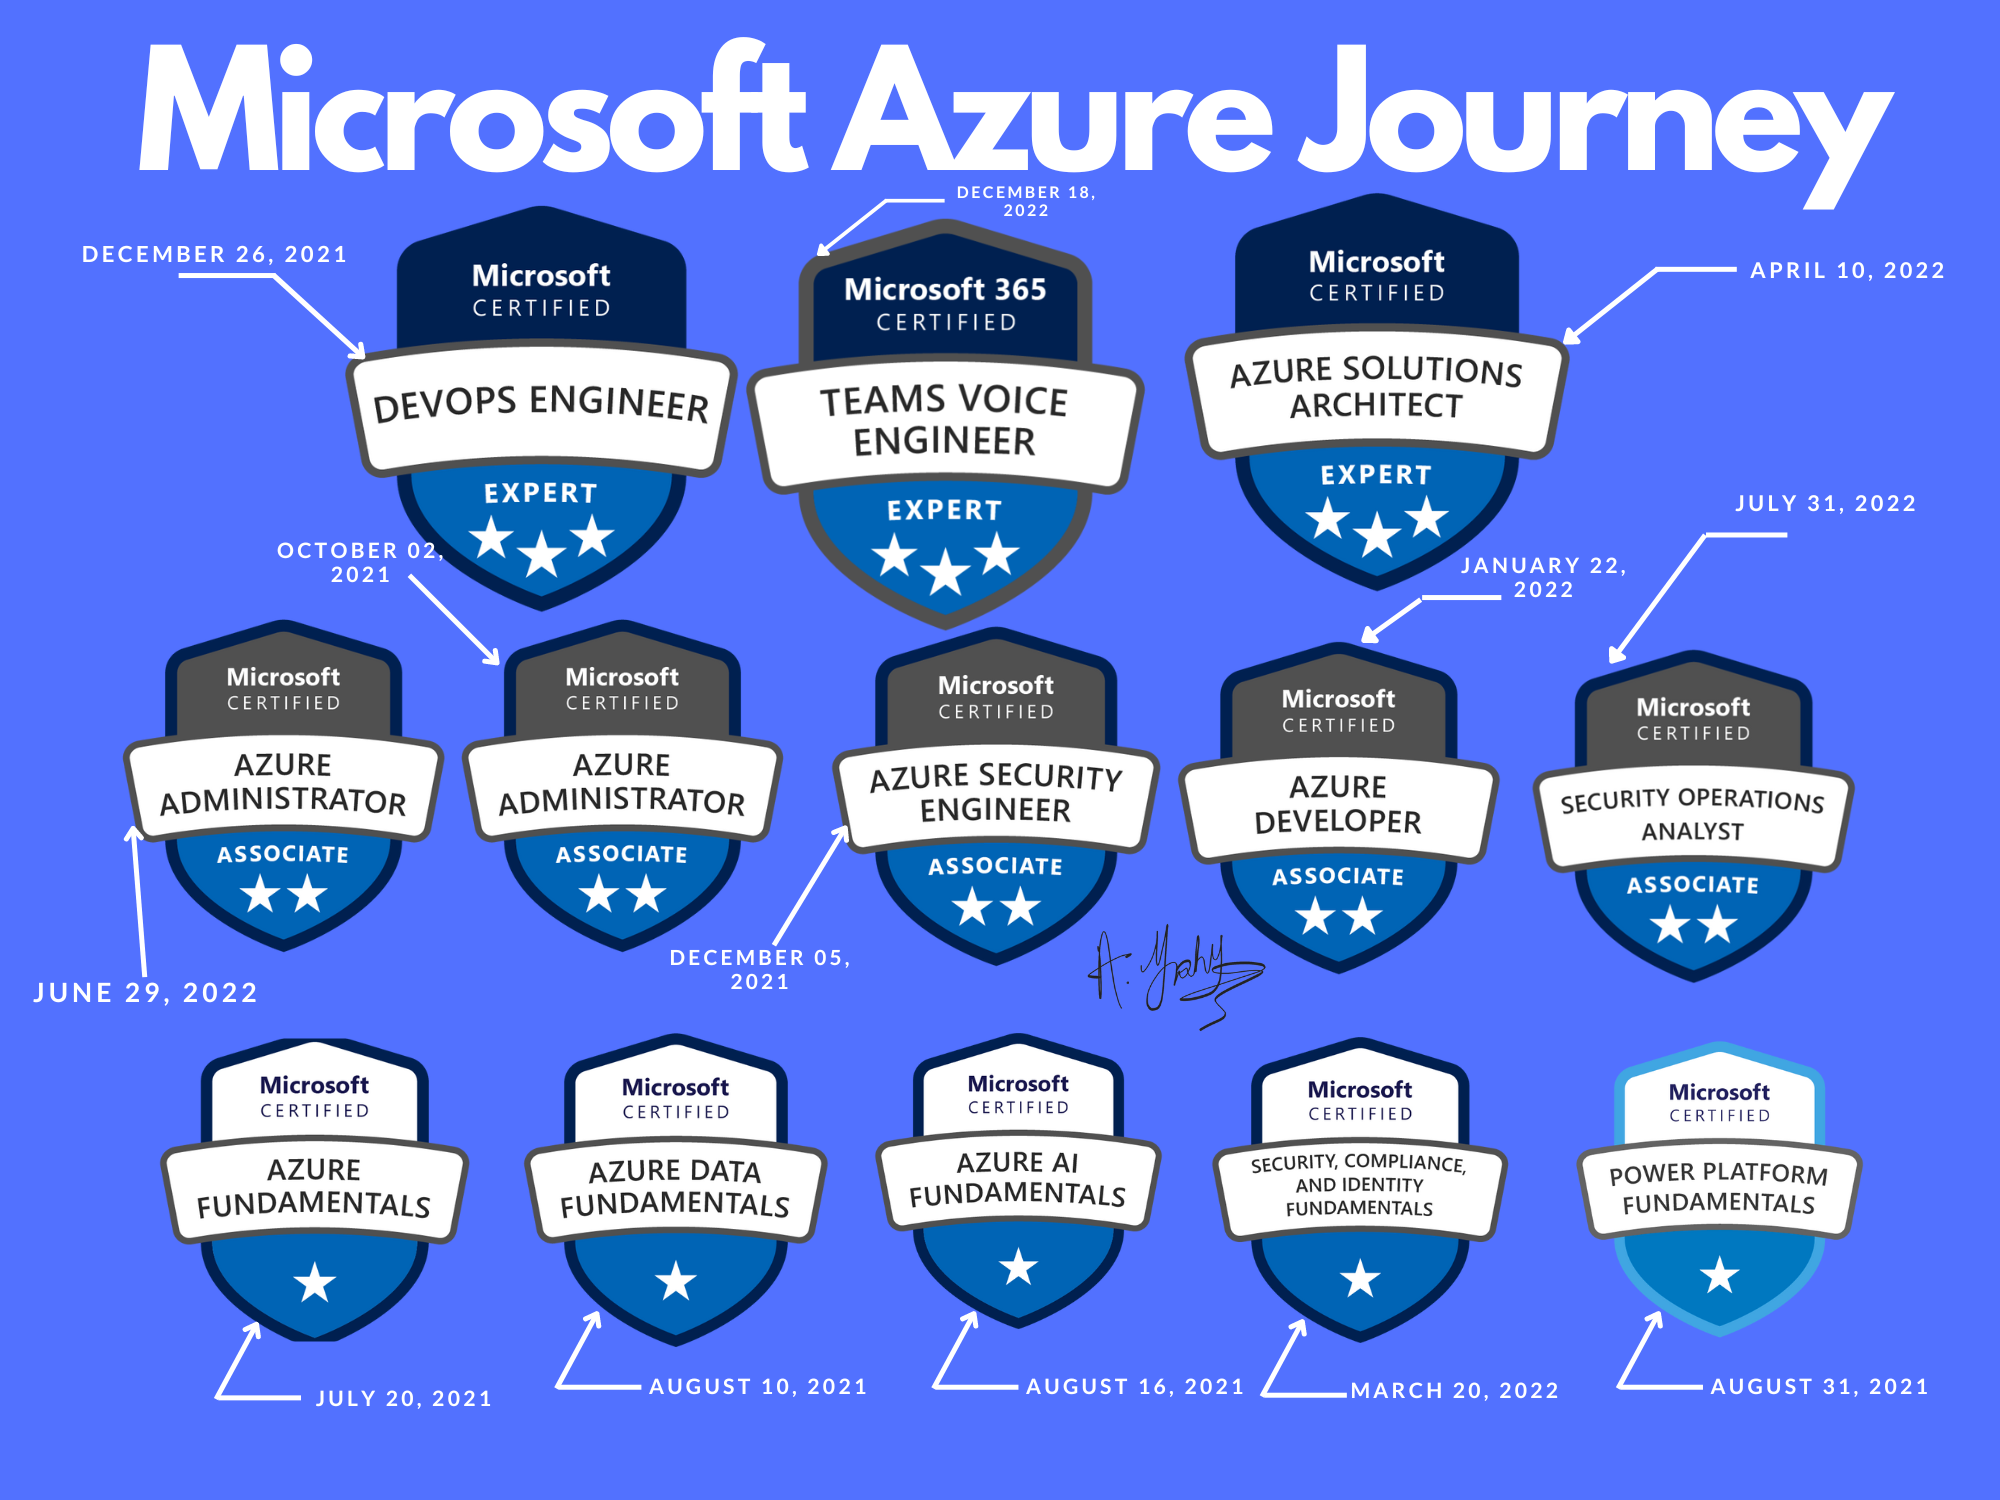 Microsoft Azure Journey
DECEMBER 18,
2022
DECEMBER 26, 2021
APRIL 10, 2022
Microsoft
CERTIFIED
DEVOPS ENGINEER
EXPERT
Microsoft 365
CERTIFIED
TEAMS VOICE
ENGINEER
EXPERT
Microsoft
CERTIFIED
AZURE SOLUTIONS
ARCHITECT
EXPERT
OCTOBER 02,
2021
JANUARY 22,
2022
JULY 31, 2022
Microsoft
CERTIFIED
AZURE
ADMINISTRATOR
ASSOCIATE
Microsoft
CERTIFIED
AZURE
ADMINISTRATOR
ASSOCIATE
Microsoft
CERTIFIED
AZURE SECURITY
ENGINEER
ASSOCIATE
Microsoft
CERTIFIED
AZURE
DEVELOPER
ASSOCIATE
Microsoft
CERTIFIED
SECURITY OPERATIONS
ANALYST
ASSOCIATE
JUNE 29, 2022
DECEMBER 05,
2021
Microsoft
CERTIFIED
AZURE
FUNDAMENTALS
Microsoft
CERTIFIED
AZURE DATA
FUNDAMENTALS
Microsoft
CERTIFIED
AZURE AI
FUNDAMENTALS
Microsoft
CERTIFIED
SECURITY, COMPLIANCE,
AND IDENTITY
FUNDAMENTALS
Microsoft
CERTIFIED
POWER PLATFORM
FUNDAMENTALS
JULY 20, 2021
AUGUST 10, 2021
AUGUST 16, 2021
MARCH 20, 2022
AUGUST 31, 2021